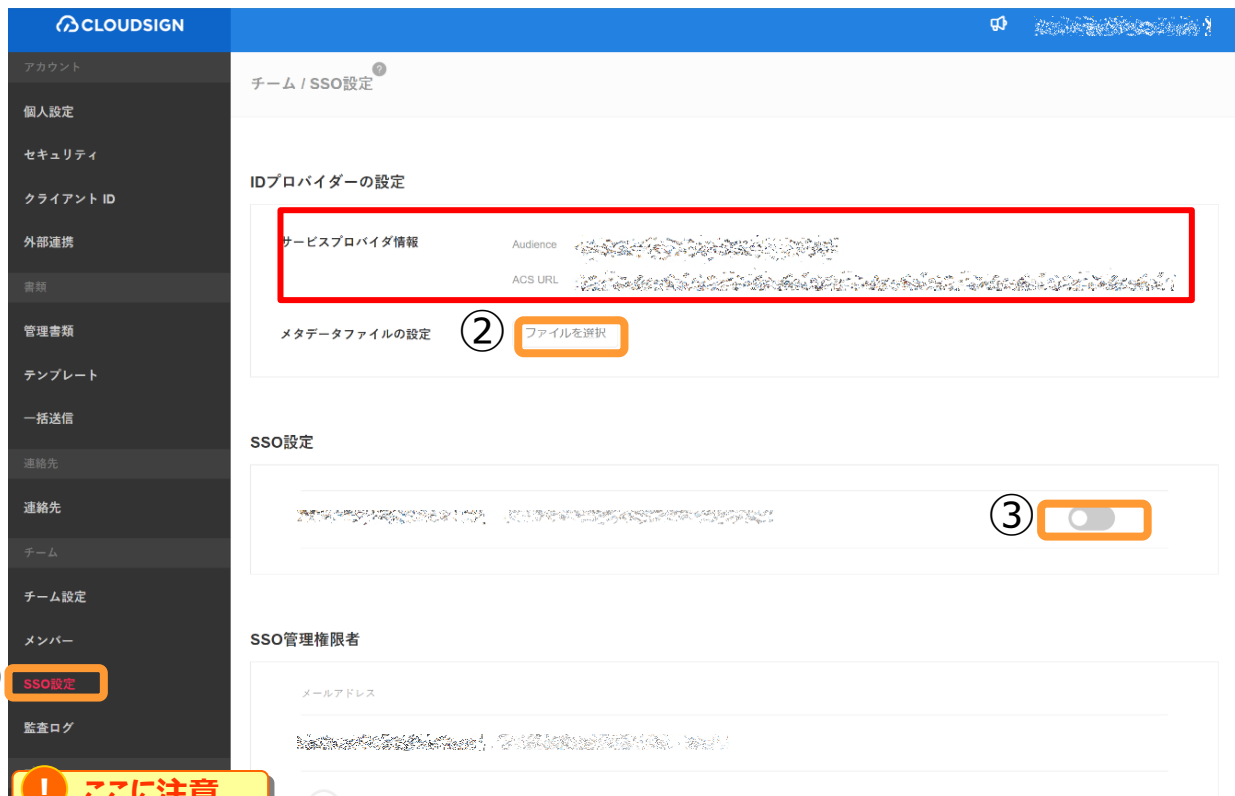 CLOUDSIGN
アカウント
チーム / SSO設定 ?
個人設定
セキュリティ
IDプロバイダーの設定
クライアント ID
サービスプロバイダ情報 Audience
外部連携
ACS URL
書類
管理書類
メタデータファイルの設定 ② ファイルを選択
テンプレート
一括送信
SSO設定
連絡先
連絡先
③
チーム
チーム設定
メンバー
SSO管理権限者
SSO設定
メールアドレス
監査ログ
! ここに注意